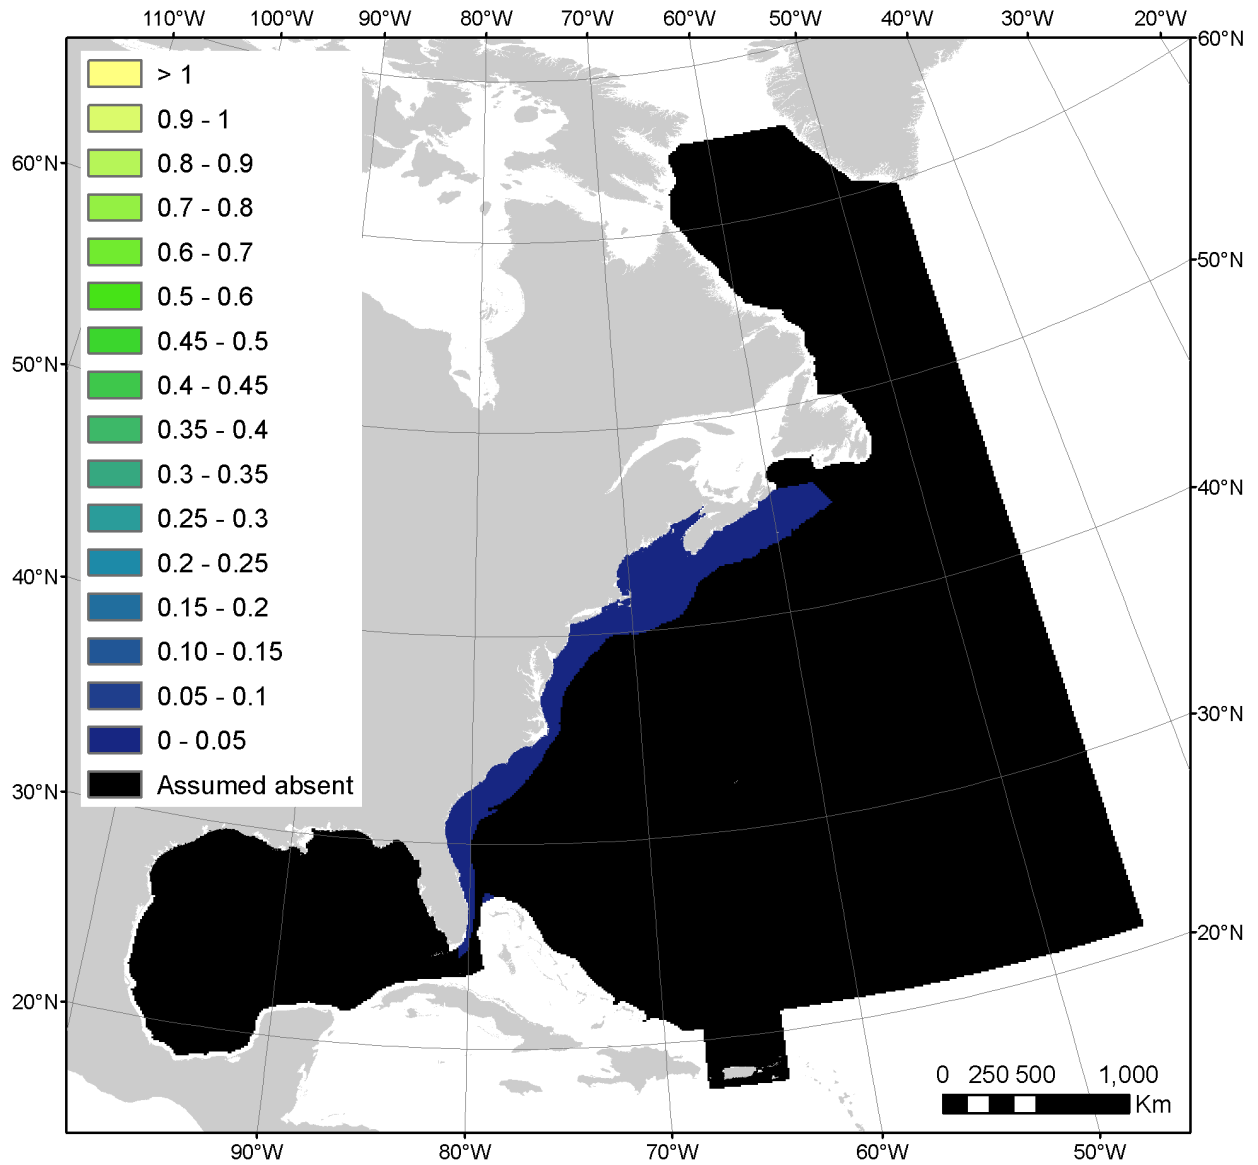 110°W 100°W 90°W 80°W 70°W 60°W 50°W 40°W 30°W 20°W
60°N
> 1
0.9 - 1
60°N
0.8 - 0.9
0.7 - 0.8
0.6 - 0.7
50°N
0.5 - 0.6
0.45 - 0.5
50°N
0.4 - 0.45
0.35 - 0.4
0.3 - 0.35
40°N
0.25 - 0.3
0.2 - 0.25
40°N
0.15 - 0.2
0.10 - 0.15
0.05 - 0.1
30°N
0 - 0.05
Assumed absent
30°N
20°N
20°N
0 250 500 1,000
Km
90°W 80°W 70°W 60°W 50°W